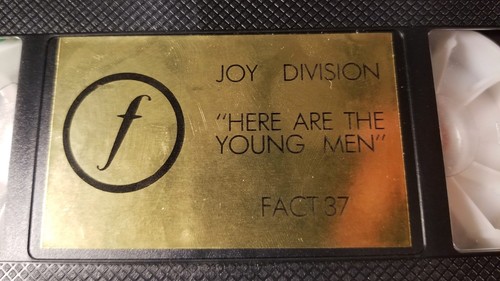 f
JOY DIVISION
"HERE ARE THE
YOUNG MEN"
FACT 37